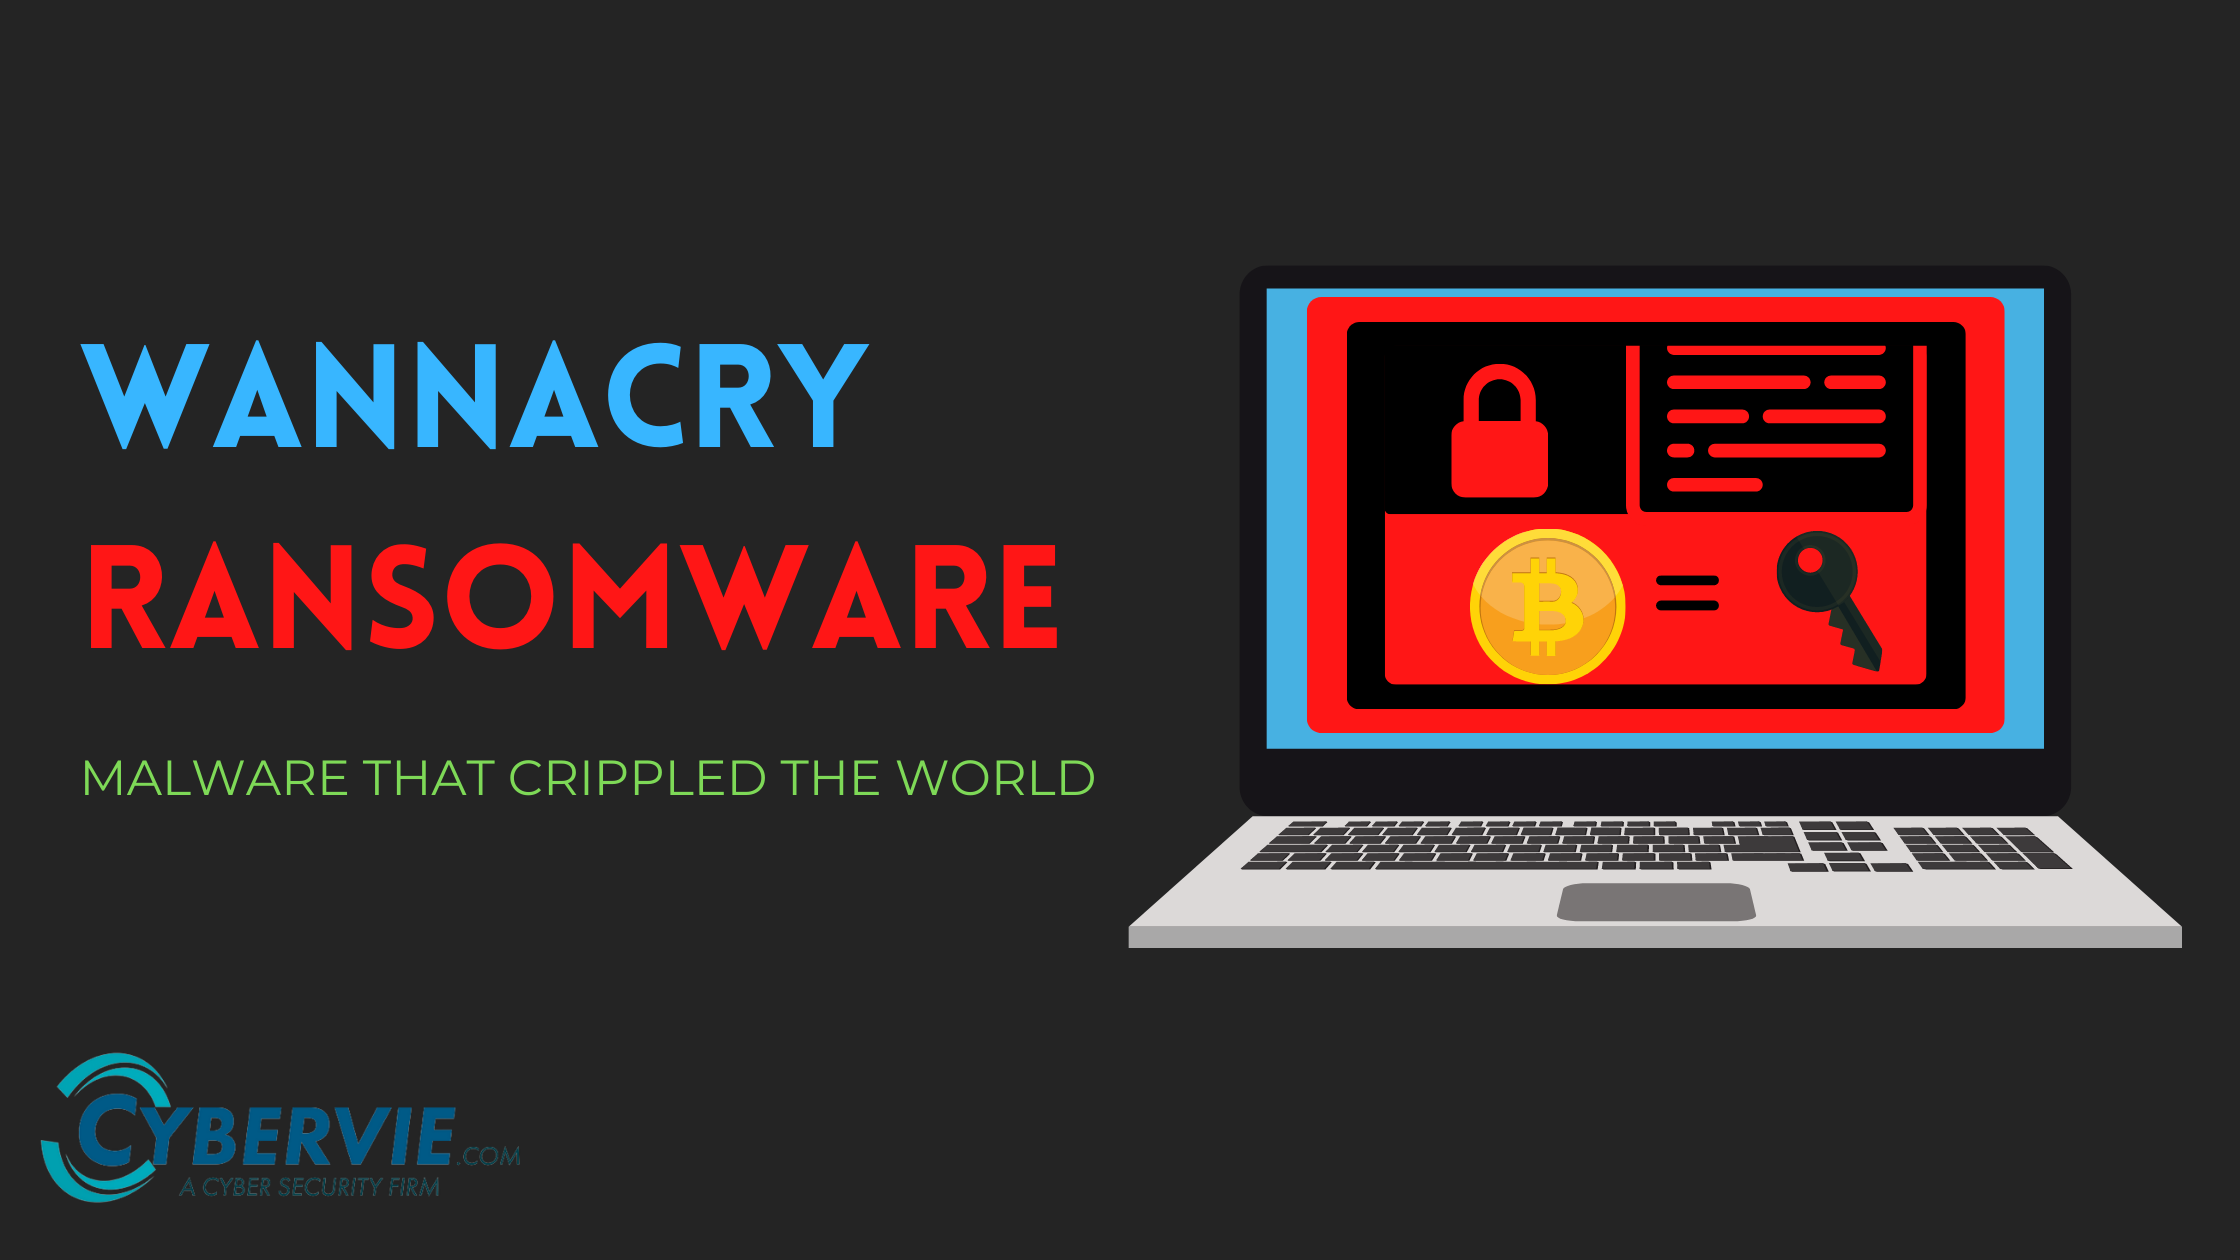 WANNACRY
RANSOMWARE
MALWARE THAT CRIPPLED THE WORLD
CYBERVIE.COM
A CYBER SECURITY FIRM